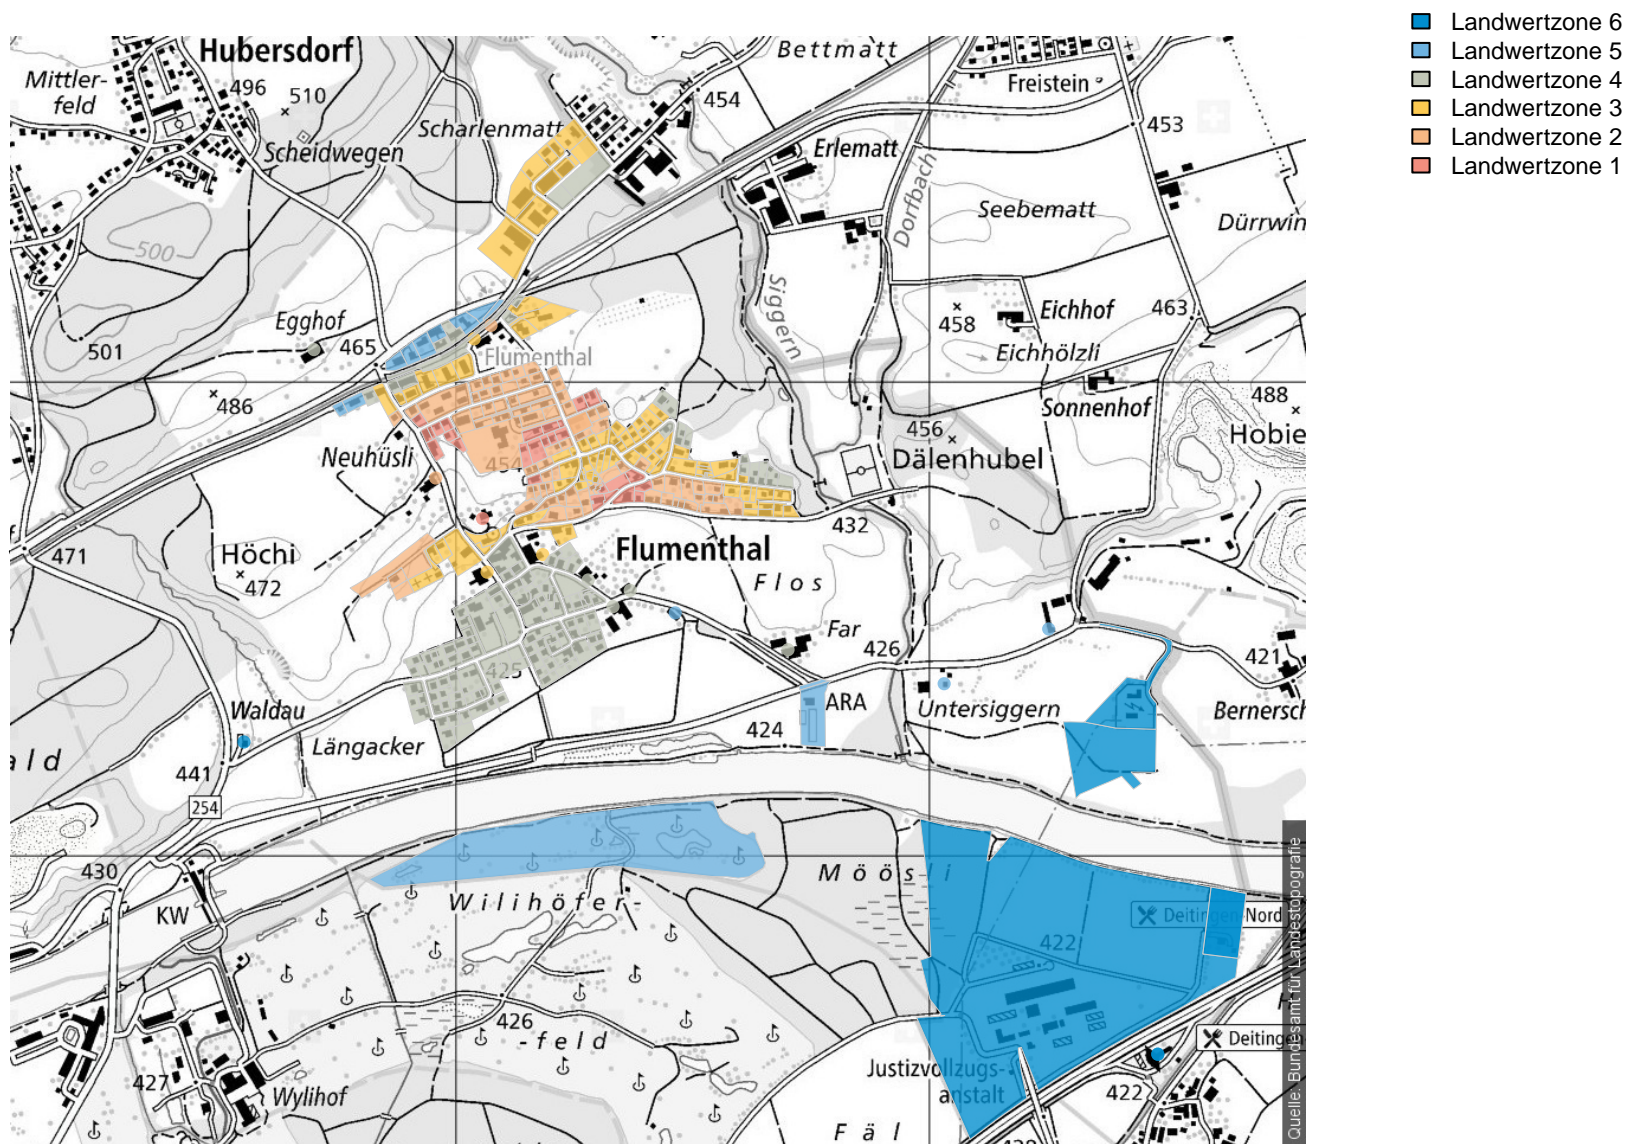 Landwertzone 6
Landwertzone 5
Landwertzone 4
Landwertzone 3
Landwertzone 2
Landwertzone 1
Hubersdorf
Bettmatt
Mittler-
feld
496
510
Freistein
454
Scharlenmatt
453
Scheidwegen
Erlematt
Dorfbach
Seebematt
Dürrwin
500
Siggern
Egghof
465
458
Eichhof
463
501
Flumenthal
Eichhölzli
486
Sonnenhof
488
456
Hobie
Neuhüsli
454
Dälenhubel
432
471
Höchi
472
Flumenthal
Flos
Far
426
421
425
Waldau
ARA
Untersiggern
Bernersch
Längacker
424
ald
441
254
430
Möösli
KW
Wilihöfer-
Deitingen-Nord
422
426
-feld
Deitingen
Justizvollzugs-
anstalt
427
Wylihof
422
Fäl
Quelle: Bundesamt für Landestopografie